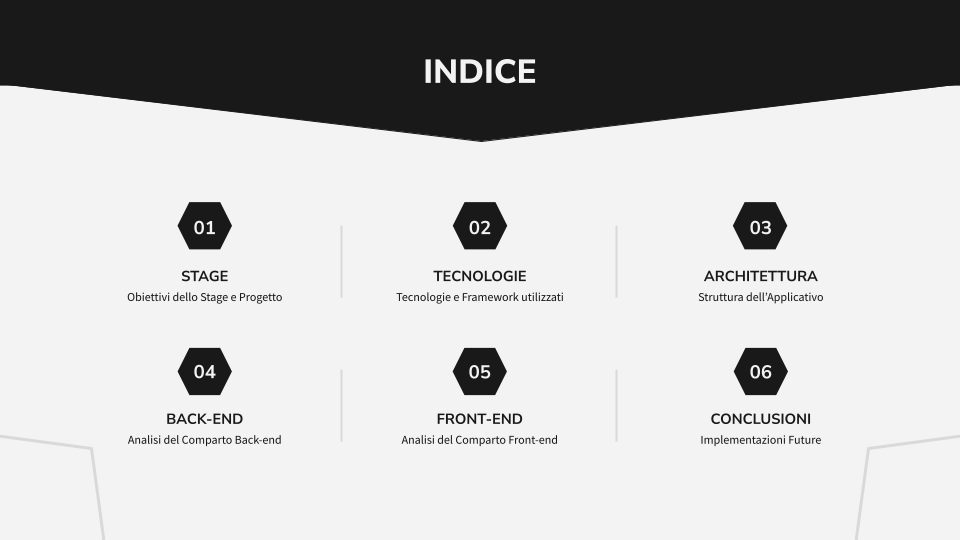 INDICE
01
STAGE
Obiettivi dello Stage e Progetto
02
TECNOLOGIE
Tecnologie e Framework utilizzati
03
ARCHITETTURA
Struttura dell'Applicativo
04
BACK-END
Analisi del Comparto Back-end
05
FRONT-END
Analisi del Comparto Front-end
06
CONCLUSIONI
Implementazioni Future